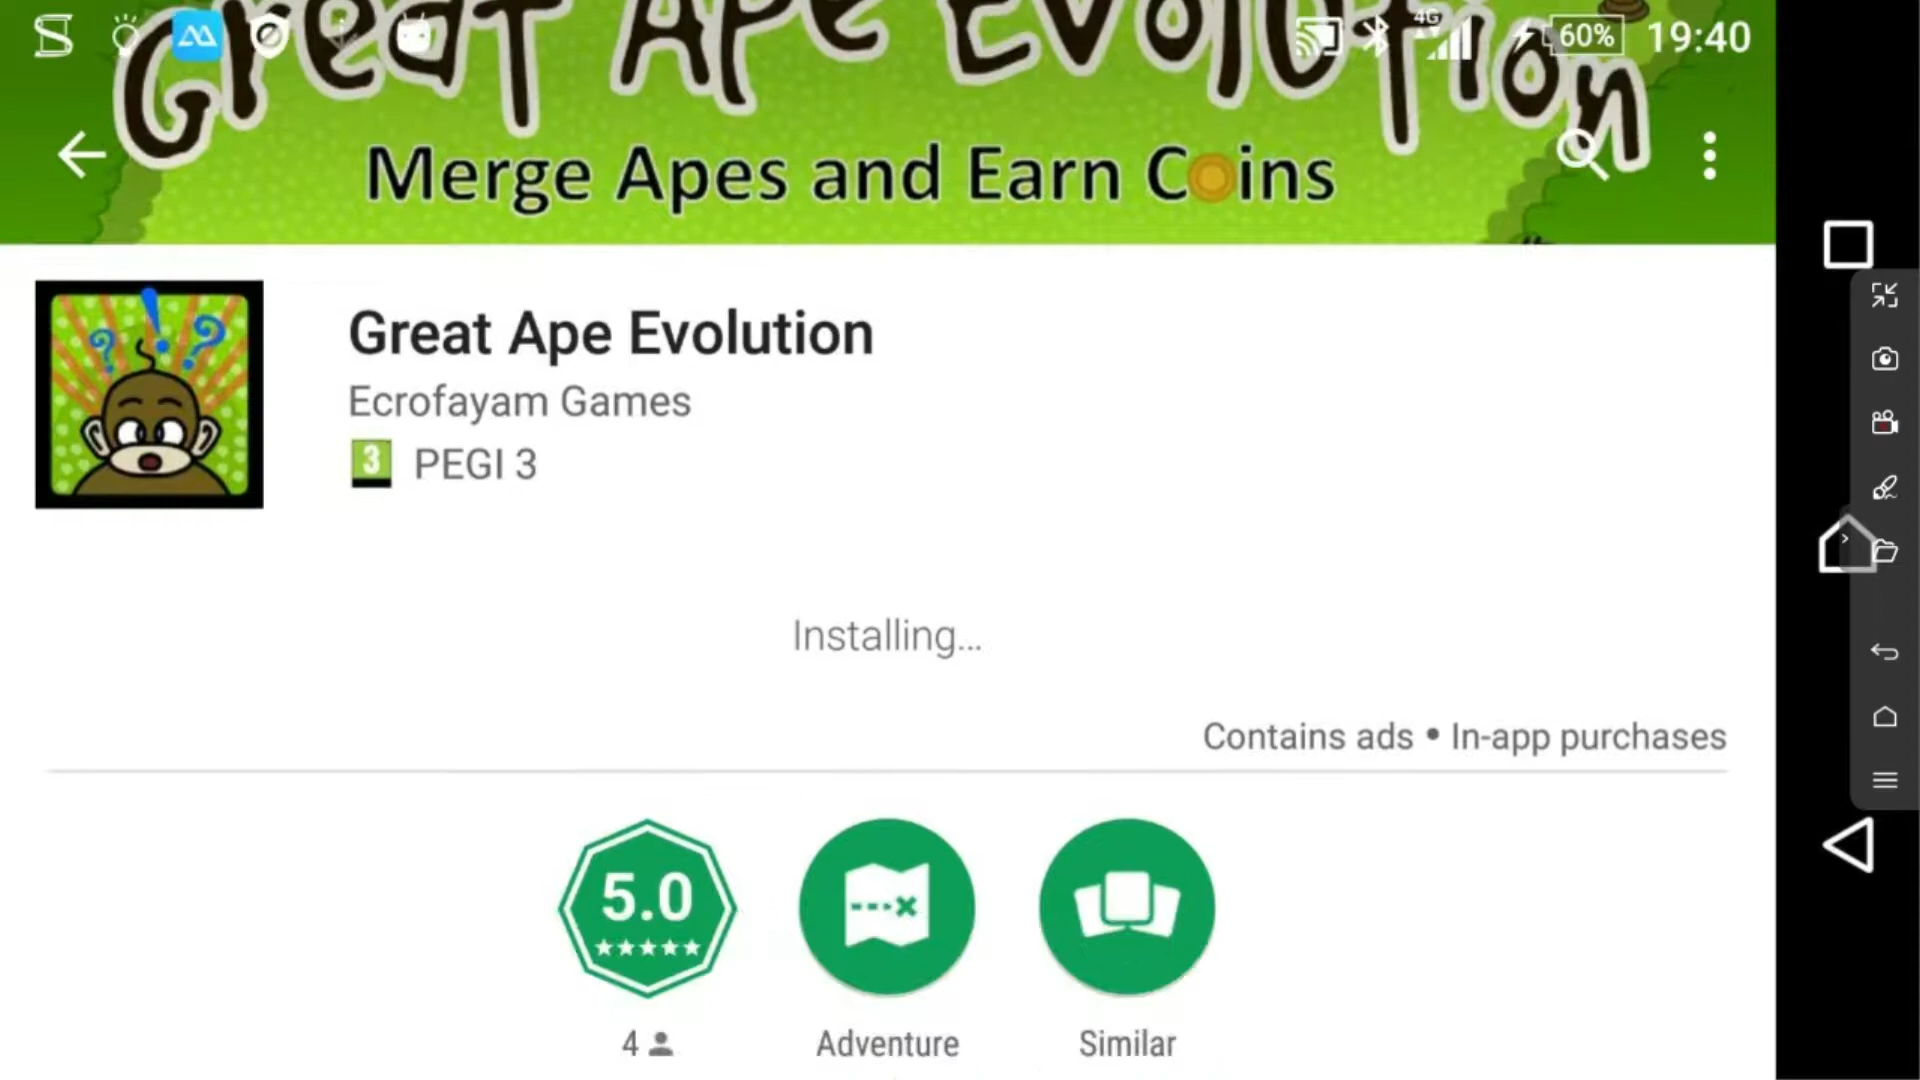 Great Ape Evolution
4G
60%
19:40
Merge Apes and Earn Coins
? ! ?
Great Ape Evolution
Ecrofayam Games
3 PEGI 3
Installing...
Contains ads • In-app purchases
5.0
4
Adventure
Similar